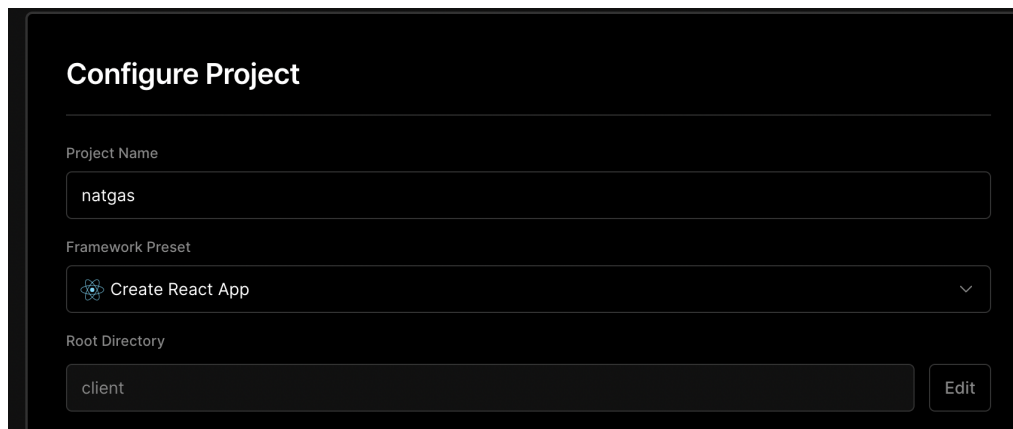 Configure Project
Project Name
natgas
Framework Preset
Create React App
Root Directory
client
Edit